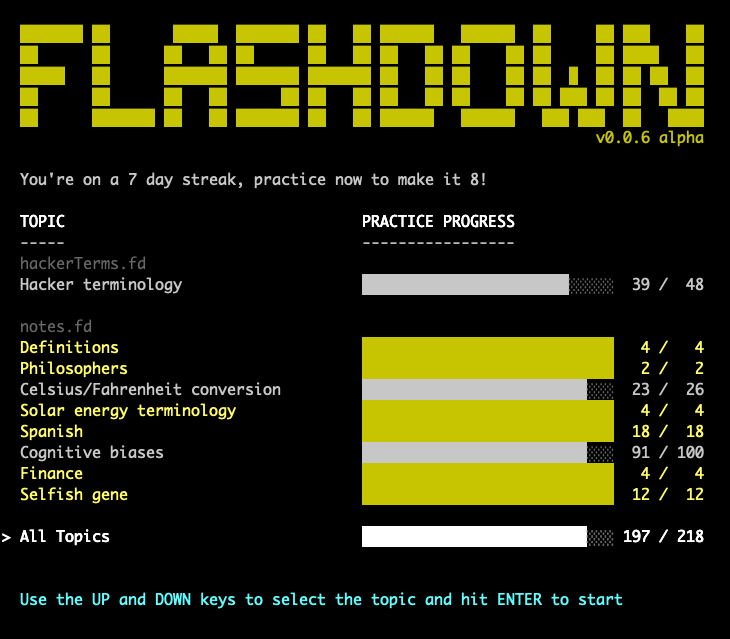 FLASHDOWN
v0.0.6 alpha
You're on a 7 day streak, practice now to make it 8!
TOPIC PRACTICE PROGRESS
----- -----------------
hackerTerms.fd
Hacker terminology 39 / 48
notes.fd
Definitions 4 / 4
Philosophers 2 / 2
Celsius/Fahrenheit conversion 23 / 26
Solar energy terminology 4 / 4
Spanish 18 / 18
Cognitive biases 91 / 100
Finance 4 / 4
Selfish gene 12 / 12
> All Topics 197 / 218
Use the UP and DOWN keys to select the topic and hit ENTER to start